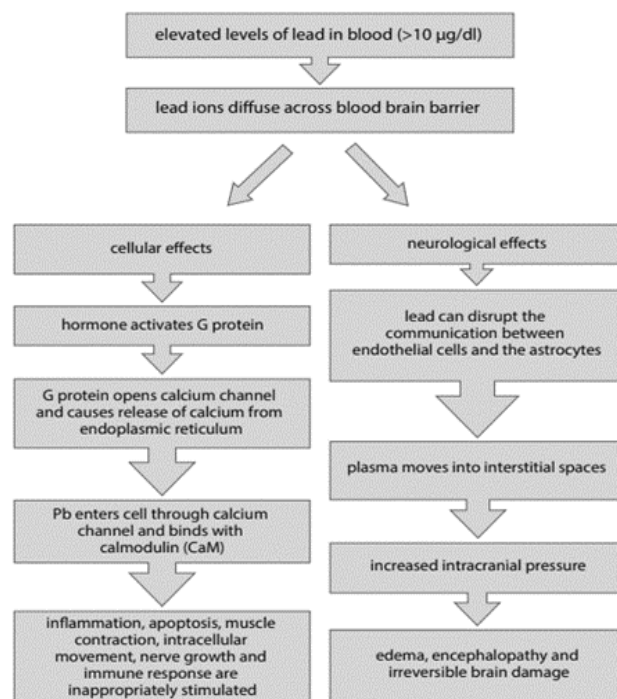 elevated levels of lead in blood (>10 µg/dl)
lead ions diffuse across blood brain barrier
cellular effects
hormone activates G protein
G protein opens calcium channel
and causes release of calcium from
endoplasmic reticulum
Pb enters cell through calcium
channel and binds with
calmodulin (CaM)
inflammation, apoptosis, muscle
contraction, intracellular
movement, nerve growth and
immune response are
inappropriately stimulated
neurological effects
lead can disrupt the
communication between
endothelial cells and the astrocytes
plasma moves into interstitial spaces
increased intracranial pressure
edema, encephalopathy and
irreversible brain damage